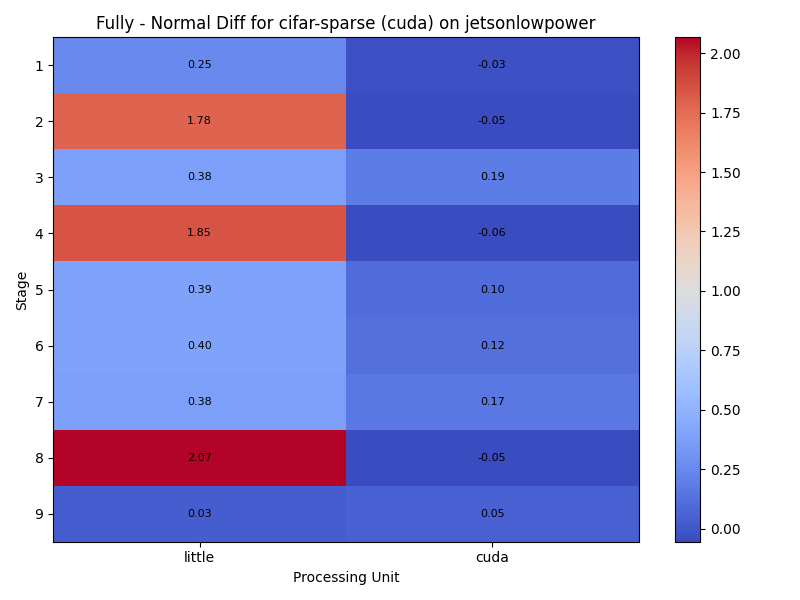 Fully - Normal Diff for cifar-sparse (cuda) on jetsonlowpower
1 0.25 -0.03
2 1.78 -0.05
3 0.38 0.19
4 1.85 -0.06
5 0.39 0.10
6 0.40 0.12
7 0.38 0.17
8 2.07 -0.05
9 0.03 0.05
Stage
little cuda
Processing Unit
2.00
1.75
1.50
1.25
1.00
0.75
0.50
0.25
0.00